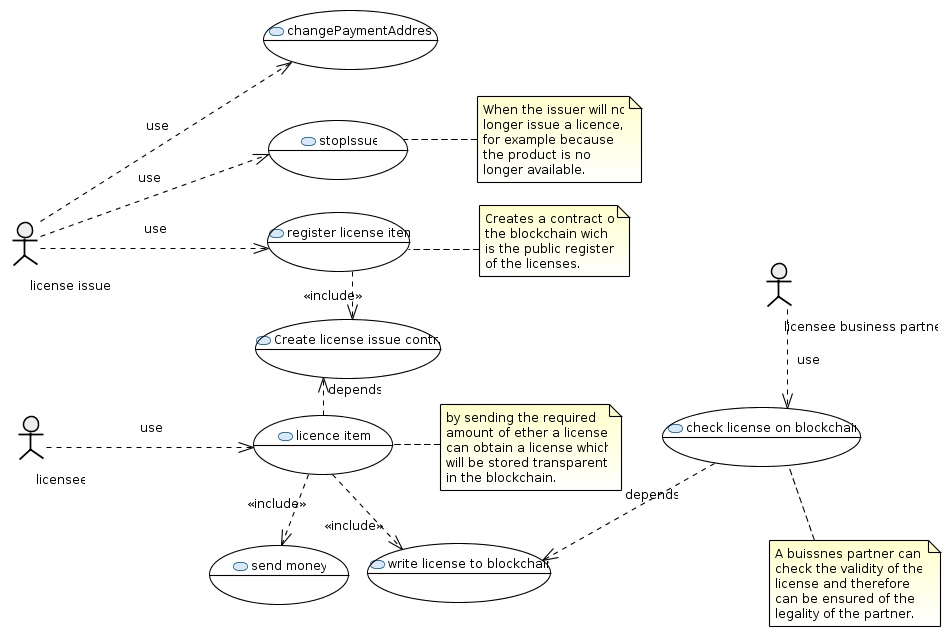 changePaymentAddres
use
When the issuer will no
longer issue a licence,
for example because
the product is no
longer available.
stopIssue
use
Creates a contract o
the blockchain wich
is the public register
of the licenses.
use
register license item
license issue
«include»
licensee business partne
Create license issue contr
use
depends
by sending the required
amount of ether a license
can obtain a license which
will be stored transparent
in the blockchain.
use
licence item
check license on blockchain
licensee
depends
«include»
«include»
A buissnes partner can
check the validity of the
license and therefore
can be ensured of the
legality of the partner.
send money
write license to blockchain